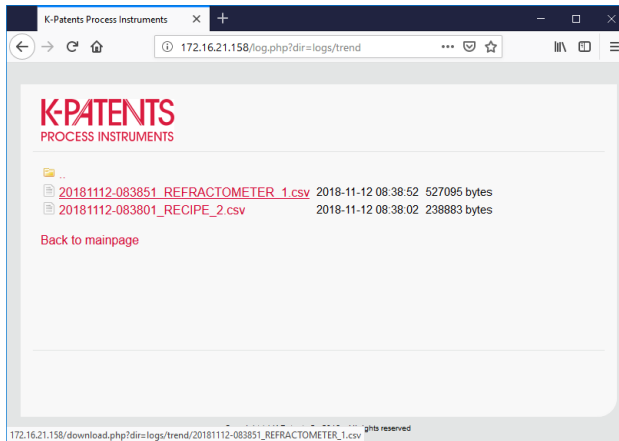 K-Patents Process Instruments
172.16.21.158/log.php?dir=logs/trend
K-PATENTS
PROCESS INSTRUMENTS
..
20181112-083851_REFRACTOMETER_1.csv 2018-11-12 08:38:52 527095 bytes
20181112-083801_RECIPE_2.csv 2018-11-12 08:38:02 238883 bytes
Back to mainpage
ghts reserved
172.16.21.158/download.php?dir=logs/trend/20181112-083851_REFRACTOMETER_1.csv